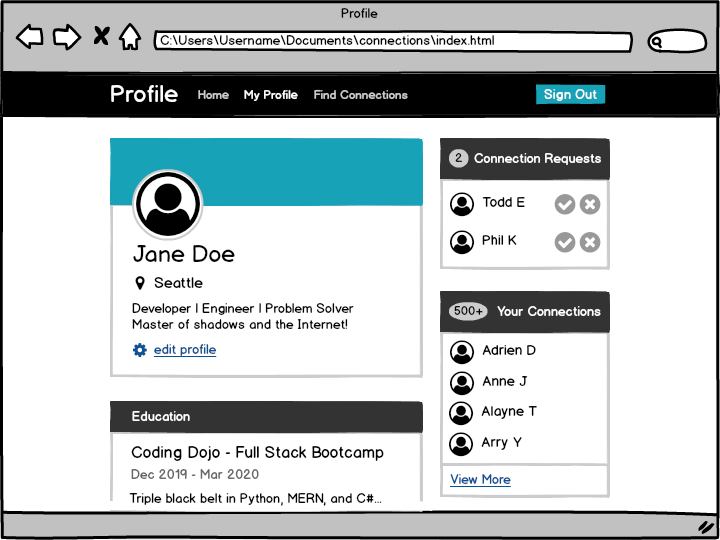 Profile
C:\Users\Username\Documents\connections\index.html
Profile Home My Profile Find Connections Sign Out
Jane Doe
Seattle
Developer | Engineer | Problem Solver
Master of shadows and the Internet!
edit profile
Education
Coding Dojo - Full Stack Bootcamp
Dec 2019 - Mar 2020
Triple black belt in Python, MERN, and C#...
2 Connection Requests
Todd E
Phil K
500+ Your Connections
Adrien D
Anne J
Alayne T
Arry Y
View More